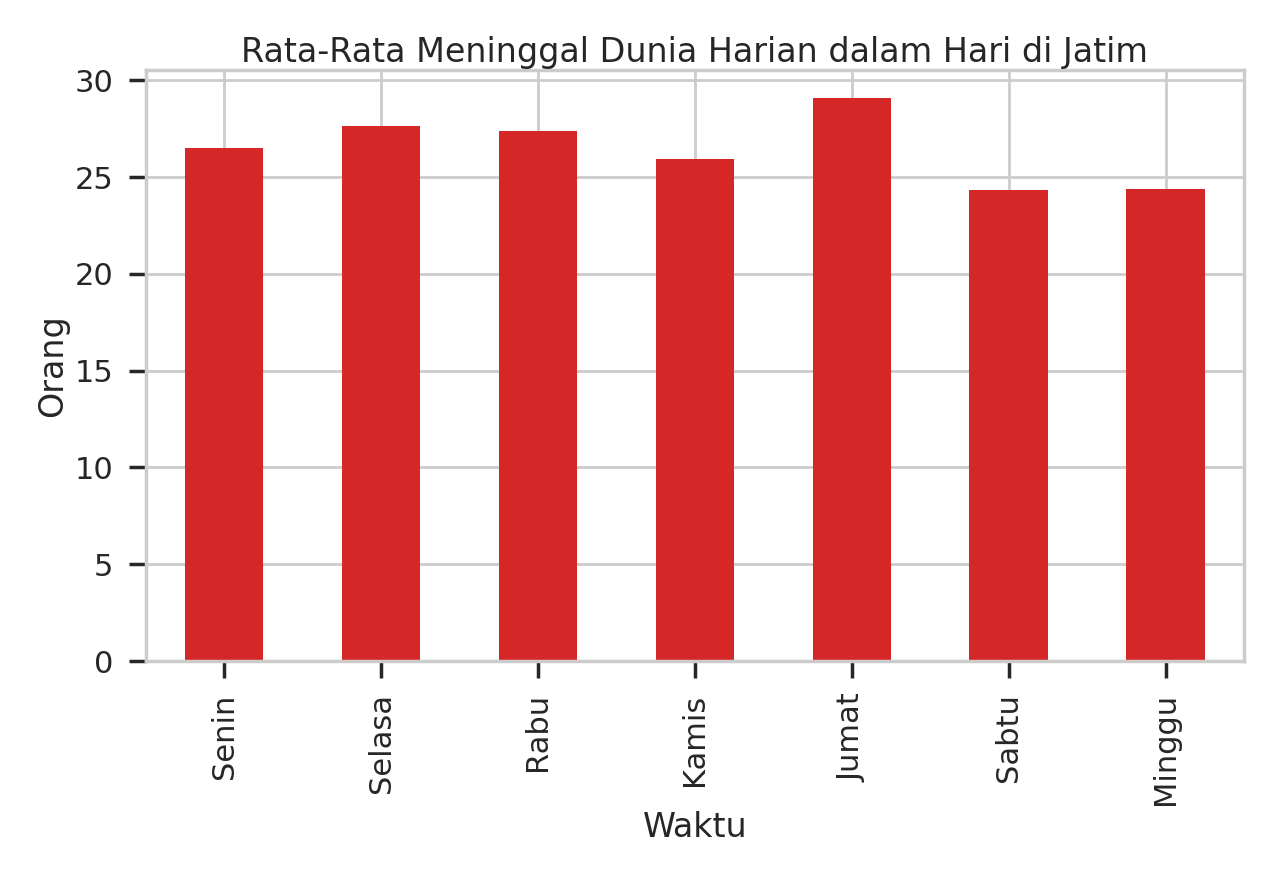 Rata-Rata Meninggal Dunia Harian dalam Hari di Jatim
30
25
20
15
10
5
0
Orang
Senin
Selasa
Rabu
Kamis
Jumat
Sabtu
Minggu
Waktu